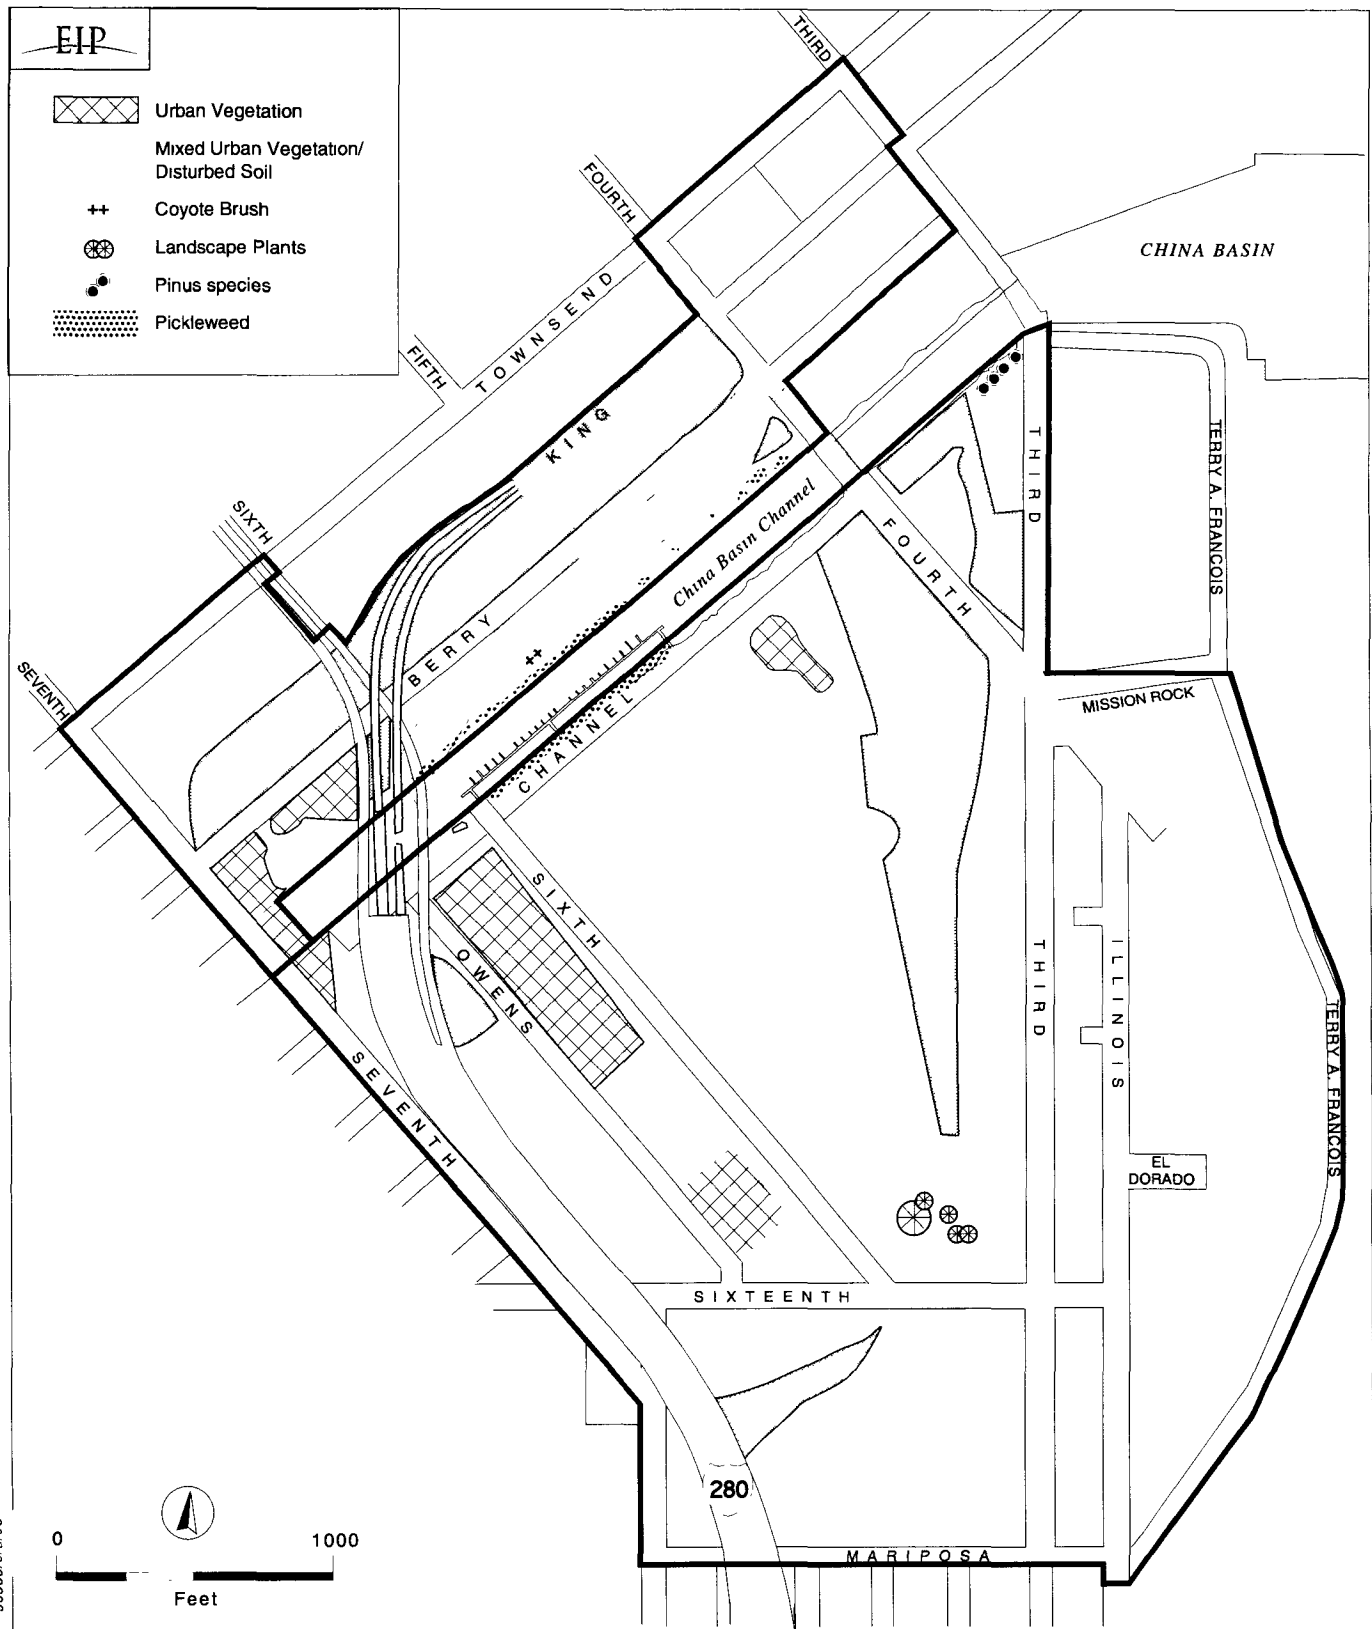 EIP
Urban Vegetation
Mixed Urban Vegetation/
Disturbed Soil
++ Coyote Brush
Landscape Plants
Pinus species
Pickleweed
THIRD
FOURTH
CHINA BASIN
TOWNSEND
FIFTH
KING
SIXTH
THIRD
TERRY A FRANCOIS
China Basin Channel
FOURTH
BERRY
SEVENTH
CHANNEL
MISSION ROCK
SIXTH
OWENS
THIRD
ILLINOIS
TERRY A. FRANCOIS
SEVENTH
EL
DORADO
SIXTEENTH
280
0 1000
Feet
MARIPOSA